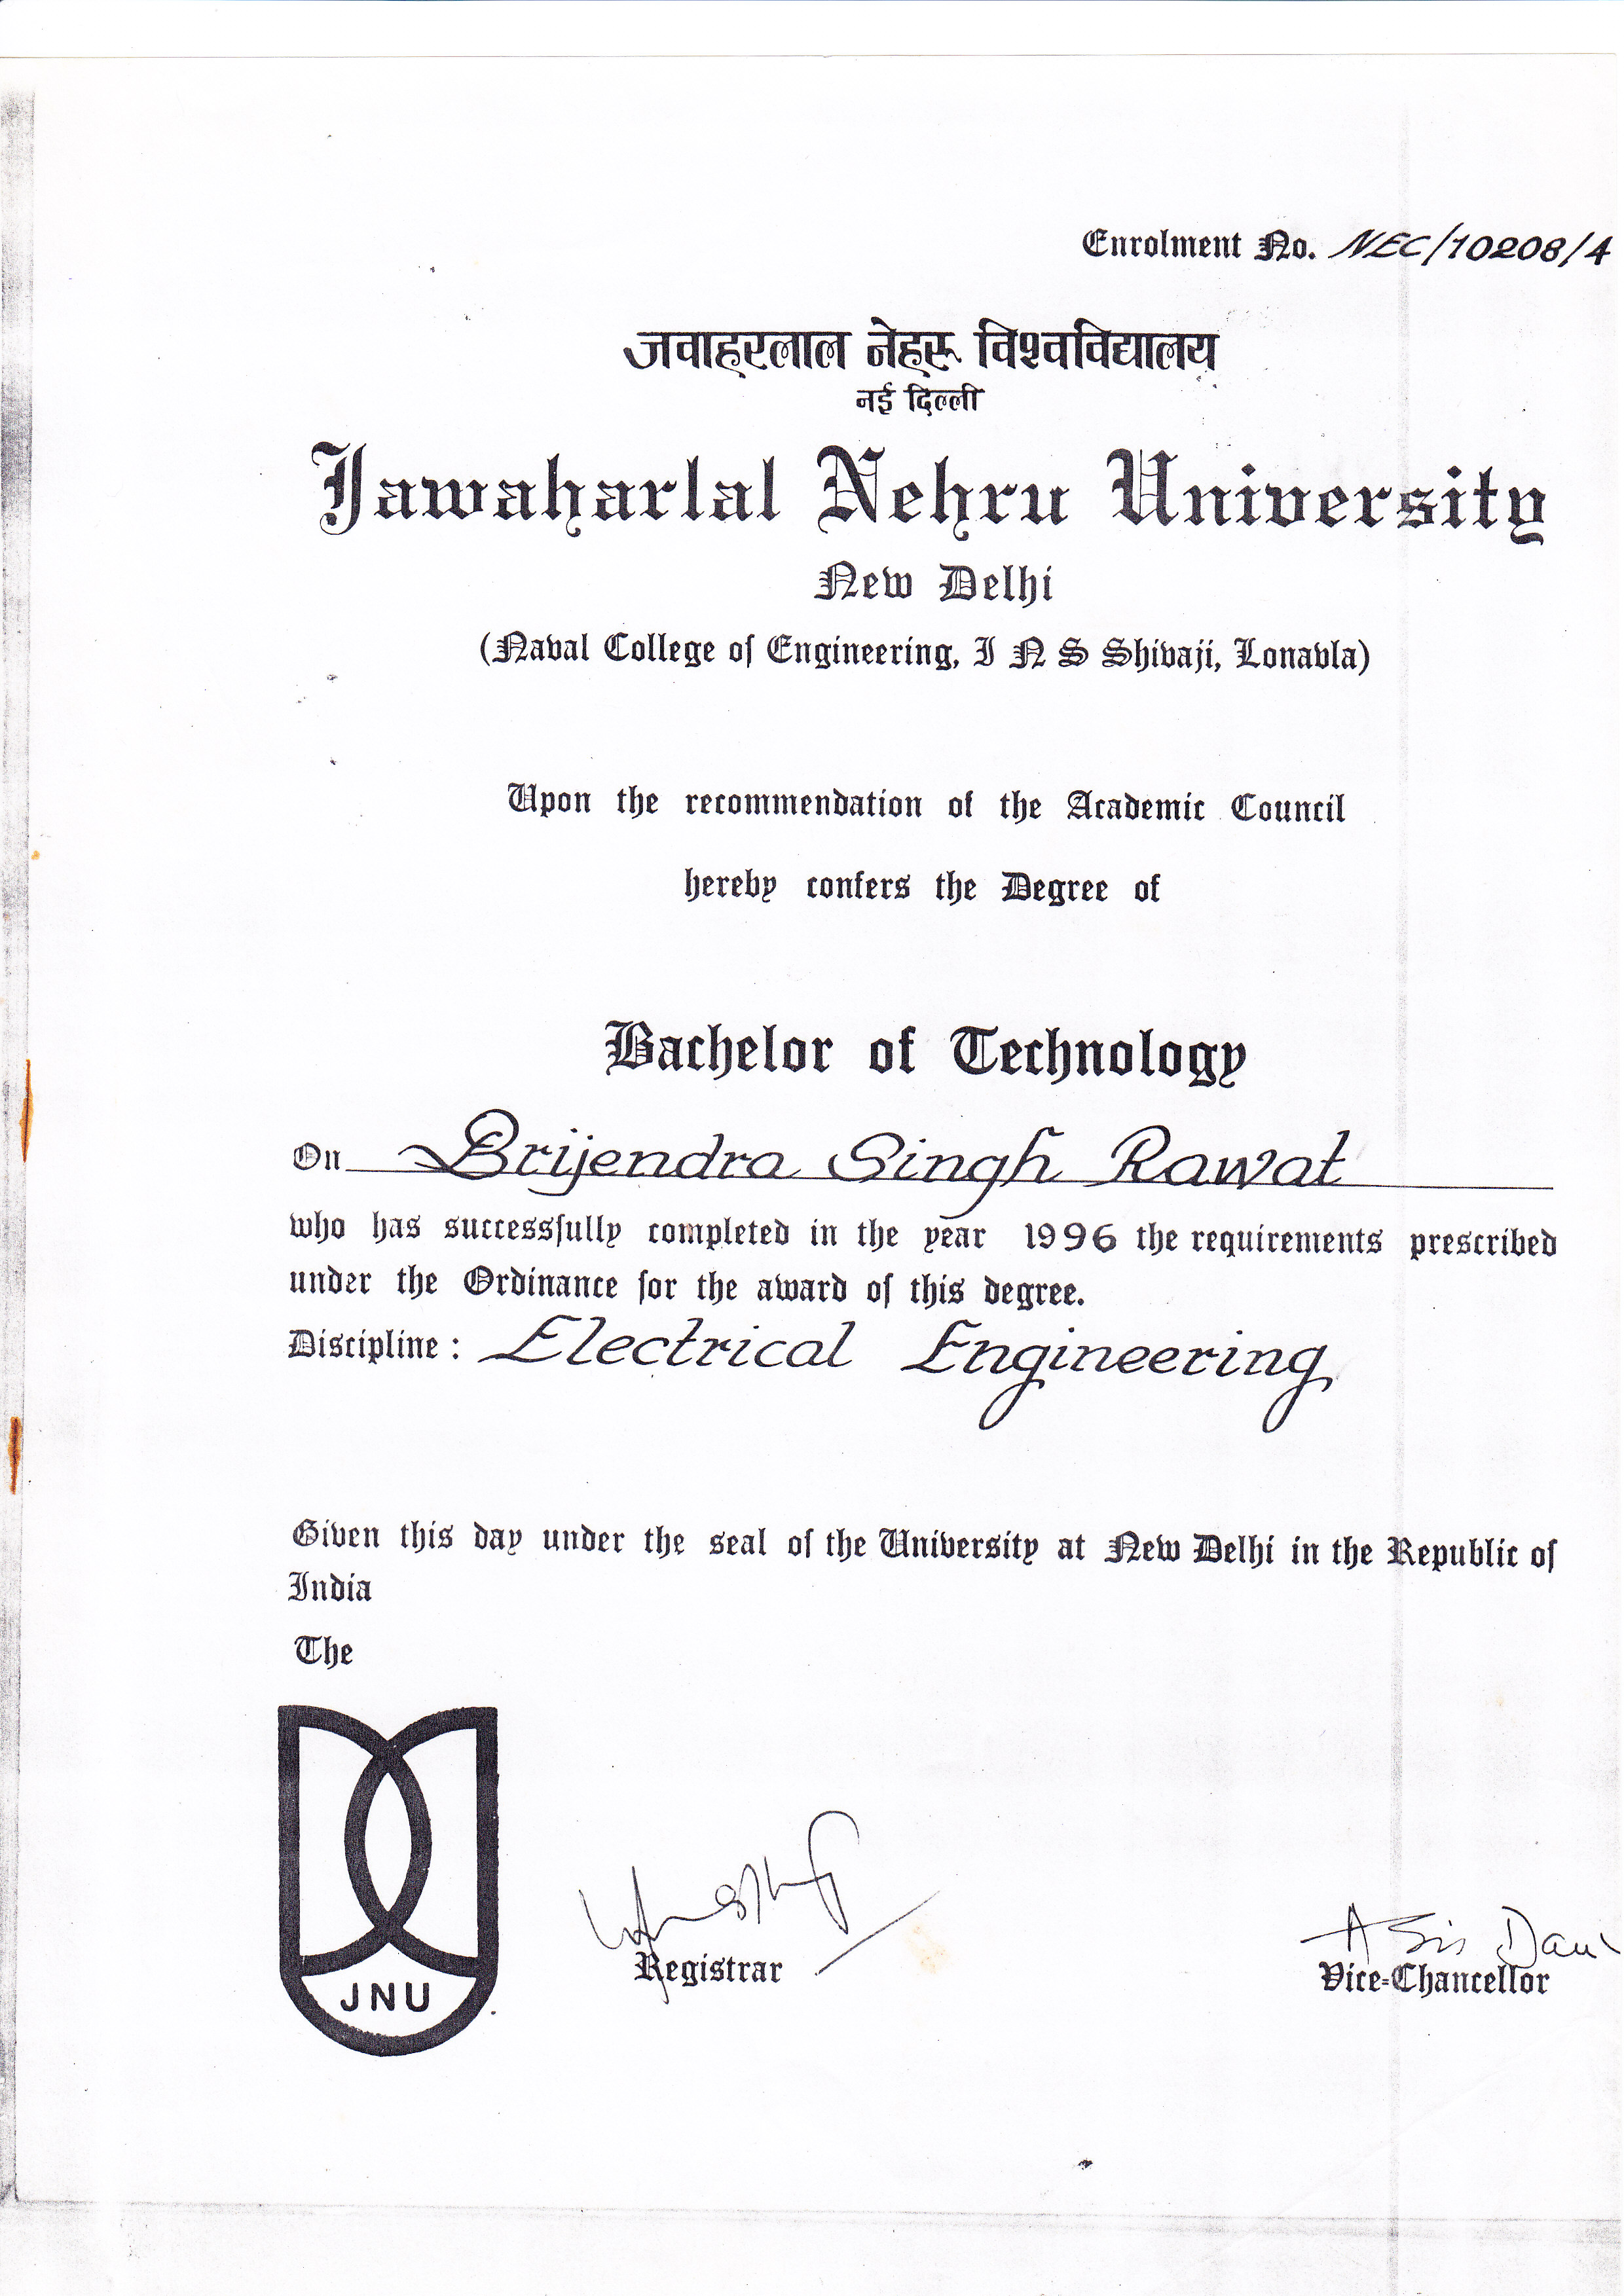 Enrolment No. NEC/10208/4
जवाहरलाल नेहरू विश्वविद्यालय
नई दिल्ली
Jawaharlal Nehru University
New Delhi
(Naval College of Engineering, I N S Shivaji, Lonavla)
Upon the recommendation of the Academic Council
hereby confers the Degree of
Bachelor of Technology
On Brijendra Singh Rawat
who has successfully completed in the year 1996 the requirements prescribed
under the Ordinance for the award of this degree.
Discipline : Electrical Engineering
Given this day under the seal of the University at New Delhi in the Republic of
India
The
JNU
Registrar
Vice-Chancellor